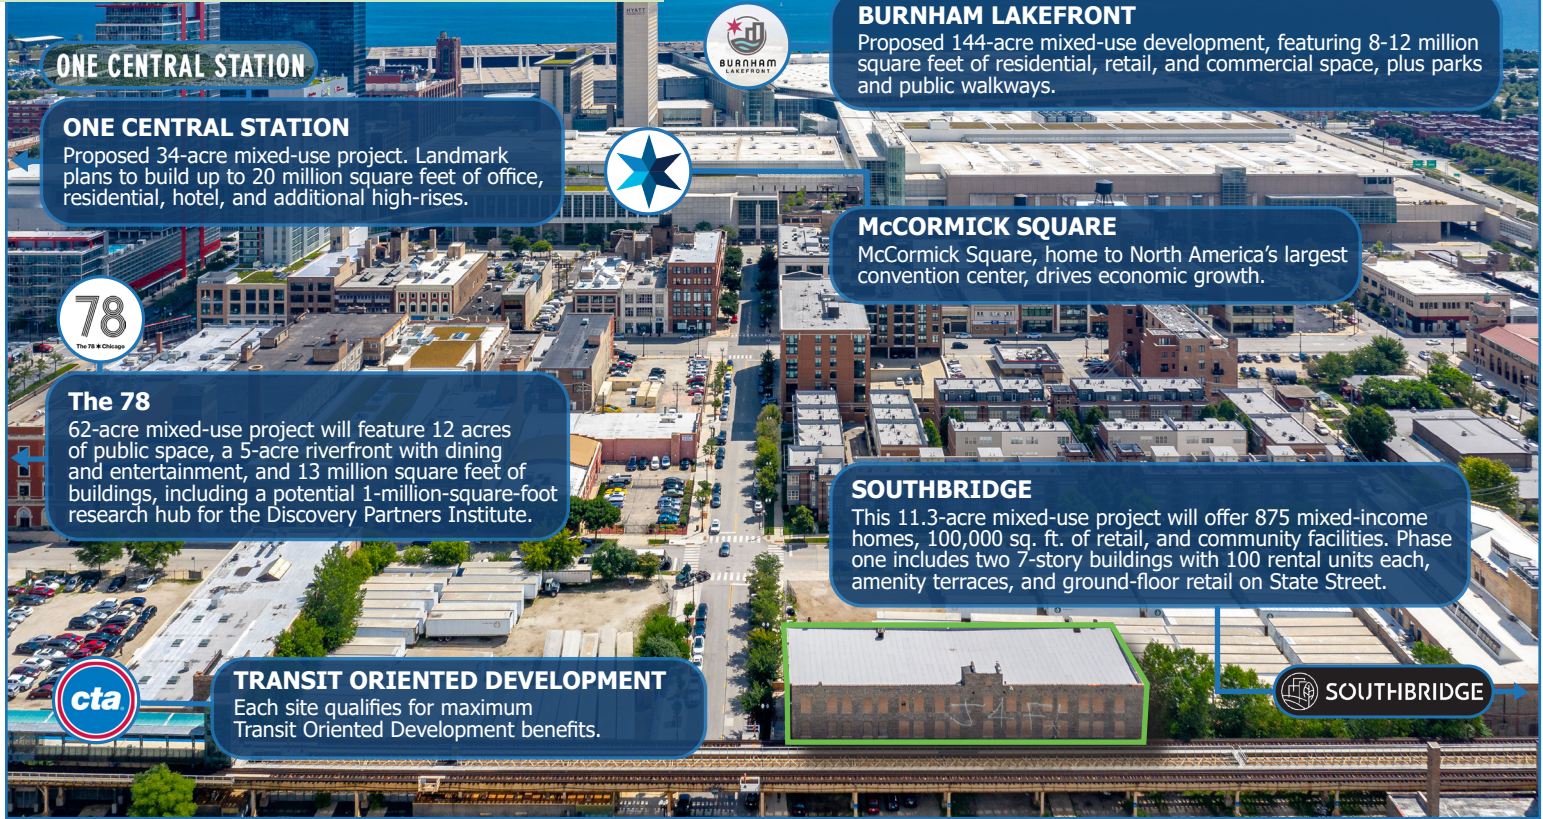 HYATT
BURNHAM
LAKEFRONT
BURNHAM LAKEFRONT
Proposed 144-acre mixed-use development, featuring 8-12 million
square feet of residential, retail, and commercial space, plus parks
and public walkways.
ONE CENTRAL STATION
ONE CENTRAL STATION
Proposed 34-acre mixed-use project. Landmark
plans to build up to 20 million square feet of office,
residential, hotel, and additional high-rises.
McCORMICK SQUARE
McCormick Square, home to North America’s largest
convention center, drives economic growth.
78
The 78 ✶ Chicago
The 78
62-acre mixed-use project will feature 12 acres
of public space, a 5-acre riverfront with dining
and entertainment, and 13 million square feet of
buildings, including a potential 1-million-square-foot
research hub for the Discovery Partners Institute.
SOUTHBRIDGE
This 11.3-acre mixed-use project will offer 875 mixed-income
homes, 100,000 sq. ft. of retail, and community facilities. Phase
one includes two 7-story buildings with 100 rental units each,
amenity terraces, and ground-floor retail on State Street.
cta
TRANSIT ORIENTED DEVELOPMENT
Each site qualifies for maximum
Transit Oriented Development benefits.
SOUTHBRIDGE